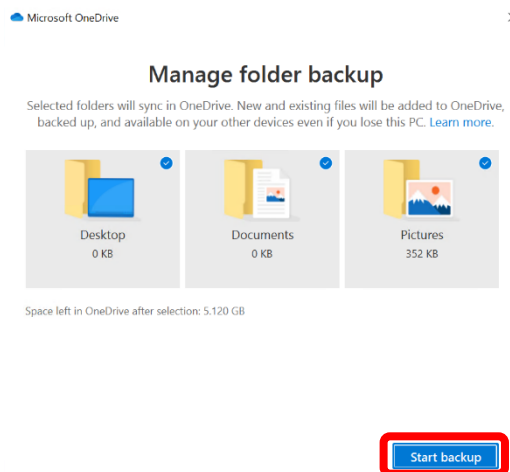 Microsoft OneDrive
Manage folder backup
Selected folders will sync in OneDrive. New and existing files will be added to OneDrive,
backed up, and available on your other devices even if you lose this PC. Learn more.
Desktop
0 KB
Documents
0 KB
Pictures
352 KB
Space left in OneDrive after selection: 5.120 GB
Start backup